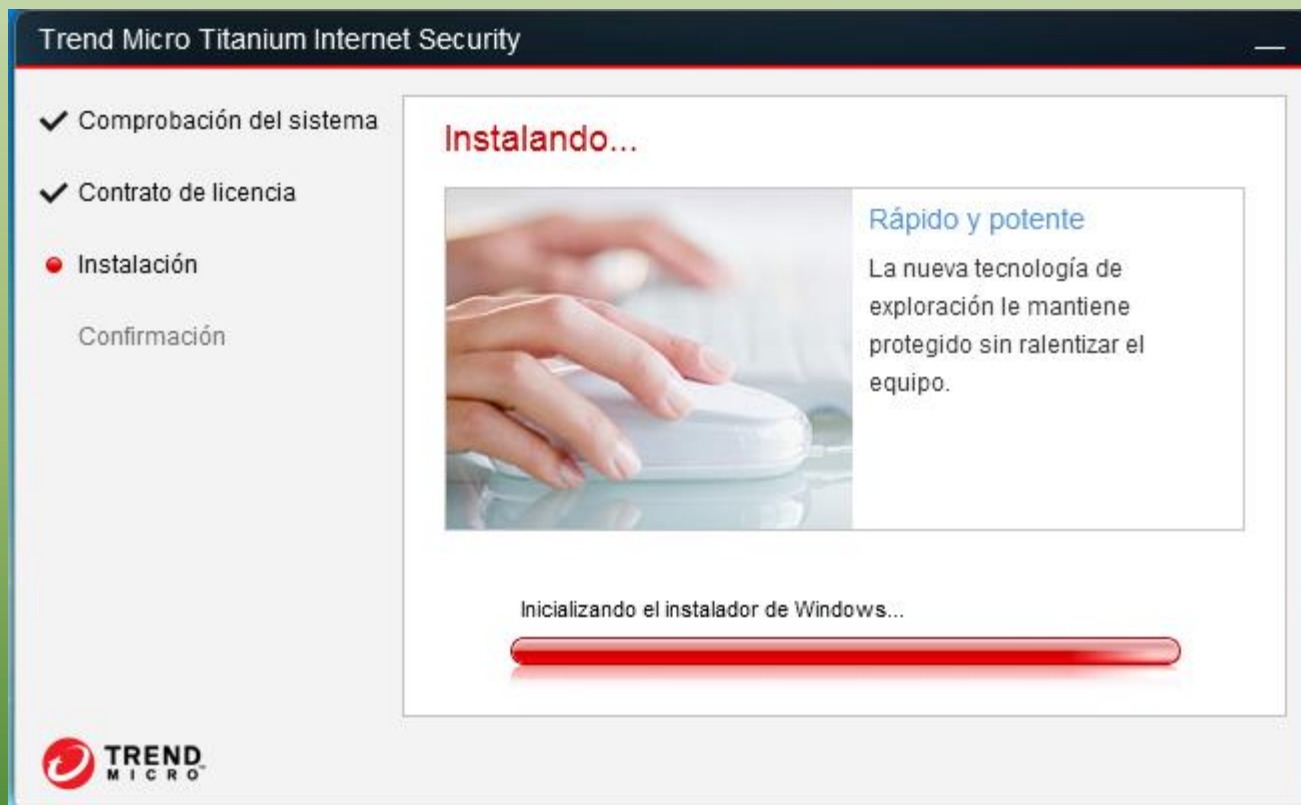 Trend Micro Titanium Internet Security
Comprobación del sistema
Contrato de licencia
Instalación
Confirmación
Instalando...
Rápido y potente
La nueva tecnología de
exploración le mantiene
protegido sin ralentizar el
equipo.
Inicializando el instalador de Windows...
TREND
MICRO™